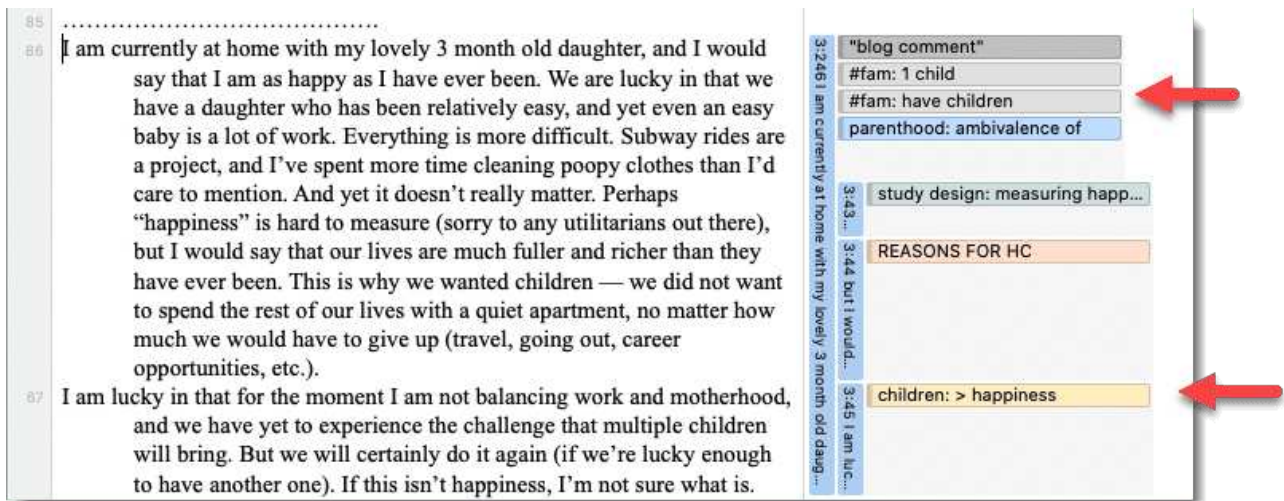 85
.......................................
86
I am currently at home with my lovely 3 month old daughter, and I would
say that I am as happy as I have ever been. We are lucky in that we
have a daughter who has been relatively easy, and yet even an easy
baby is a lot of work. Everything is more difficult. Subway rides are
a project, and I’ve spent more time cleaning poopy clothes than I’d
care to mention. And yet it doesn’t really matter. Perhaps
“happiness” is hard to measure (sorry to any utilitarians out there),
but I would say that our lives are much fuller and richer than they
have ever been. This is why we wanted children — we did not want
to spend the rest of our lives with a quiet apartment, no matter how
much we would have to give up (travel, going out, career
opportunities, etc.).
67
I am lucky in that for the moment I am not balancing work and motherhood,
and we have yet to experience the challenge that multiple children
will bring. But we will certainly do it again (if we’re lucky enough
to have another one). If this isn’t happiness, I’m not sure what is.
3:246 I am currently at home with my lovely 3 month old daug...
"blog comment"
#fam: 1 child
#fam: have children
parenthood: ambivalence of
3:43...
study design: measuring happ...
3:44 but I would...
REASONS FOR HC
3:45 I am luc...
children: > happiness